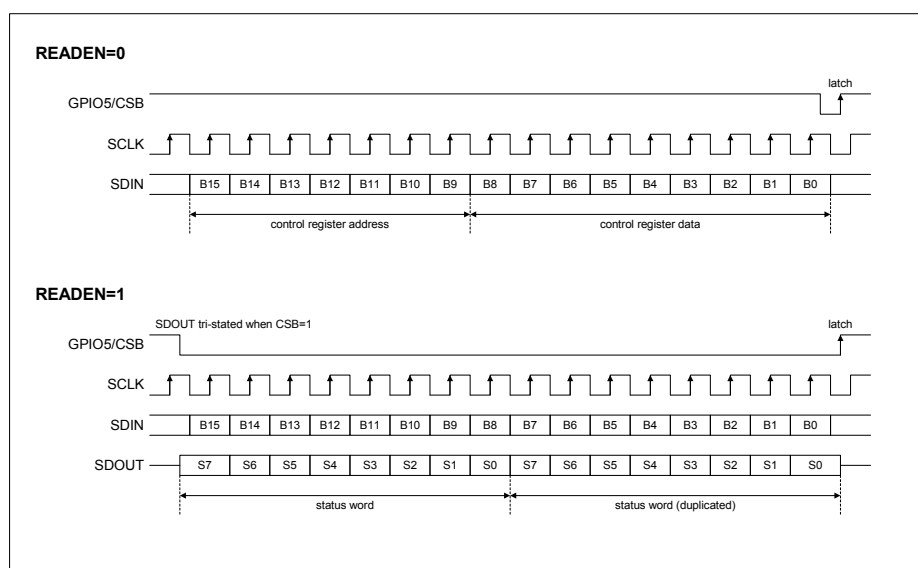 READEN=0
latch
GPIO5/CSB
SCLK
SDIN B15 B14 B13 B12 B11 B10 B9 B8 B7 B6 B5 B4 B3 B2 B1 B0
control register address control register data
READEN=1
SDOUT tri-stated when CSB=1 latch
GPIO5/CSB
SCLK
SDIN B15 B14 B13 B12 B11 B10 B9 B8 B7 B6 B5 B4 B3 B2 B1 B0
SDOUT S7 S6 S5 S4 S3 S2 S1 S0 S7 S6 S5 S4 S3 S2 S1 S0
status word status word (duplicated)